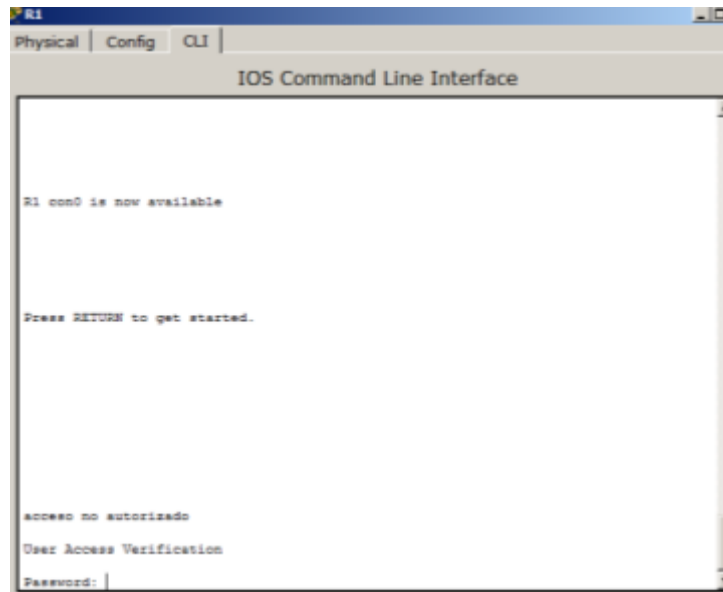 R1
Physical Config CLI
IOS Command Line Interface
R1 con0 is now available
Press RETURN to get started.
acceso no autorizado
User Access Verification
Password: